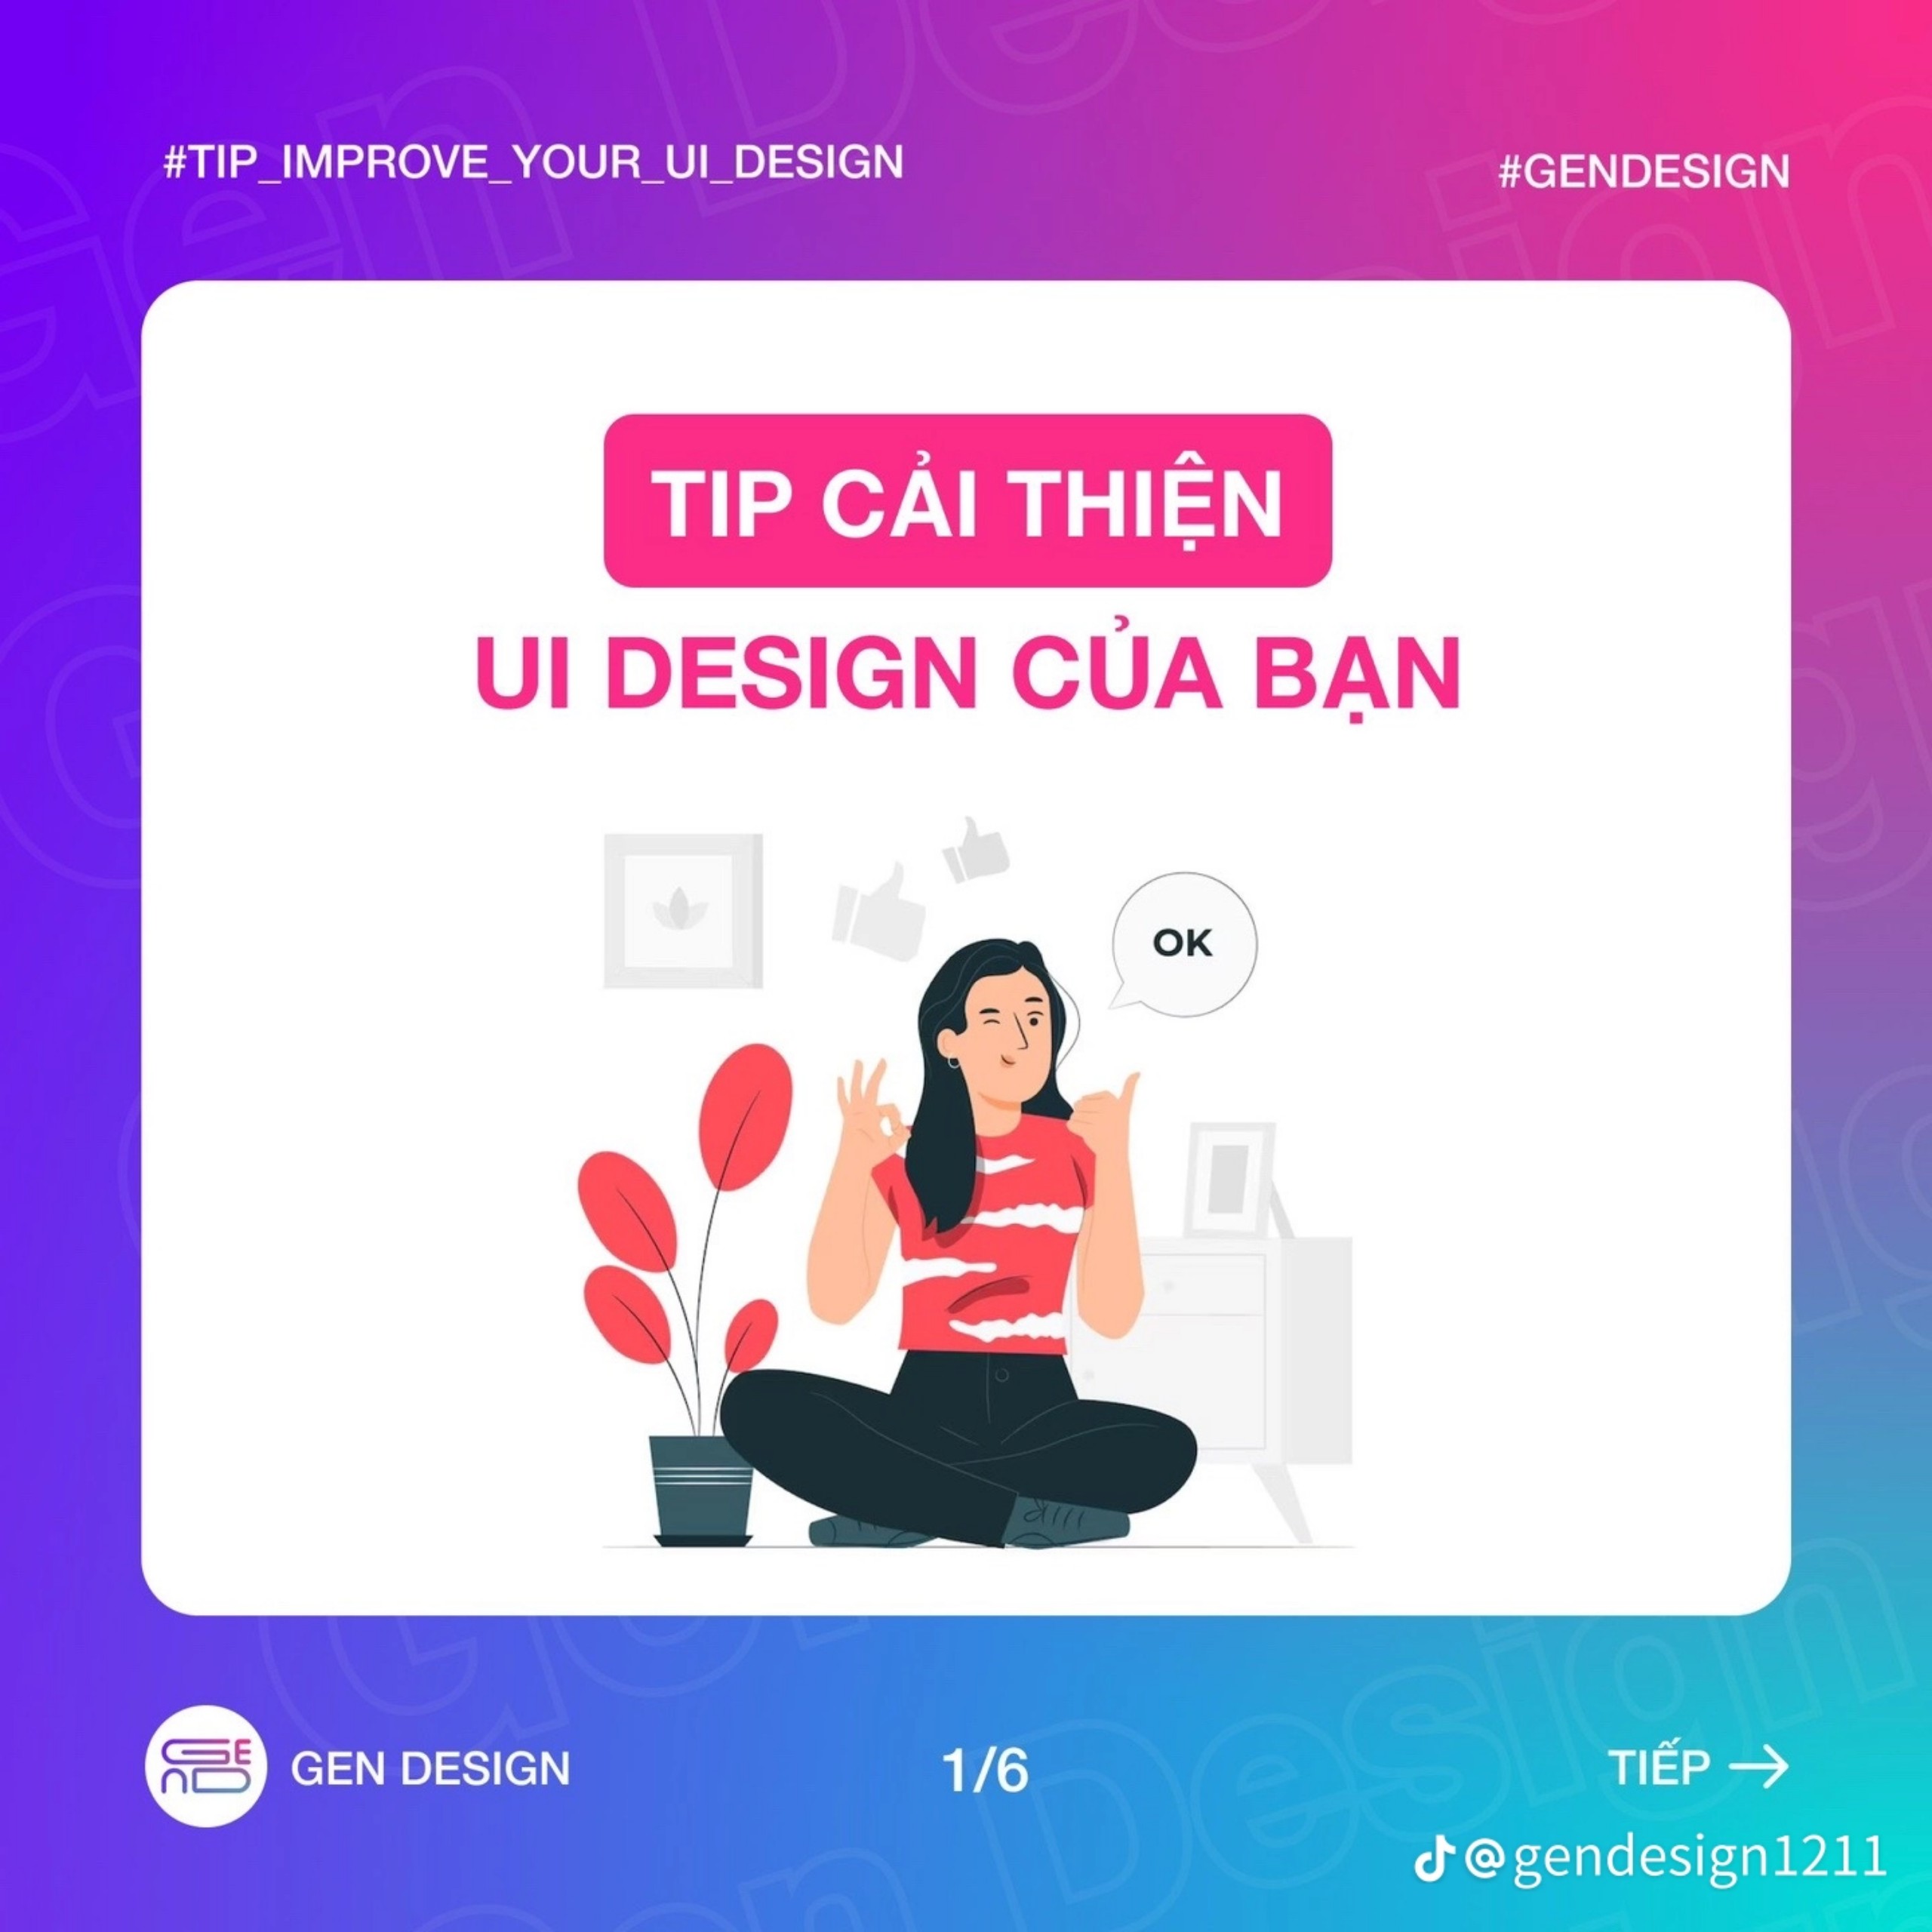 #TIP_IMPROVE_YOUR_UI_DESIGN
#GENDESIGN
TIP CẢI THIỆN
UI DESIGN CỦA BẠN
OK
GEN DESIGN
1/6
TIẾP →
@gendesign1211